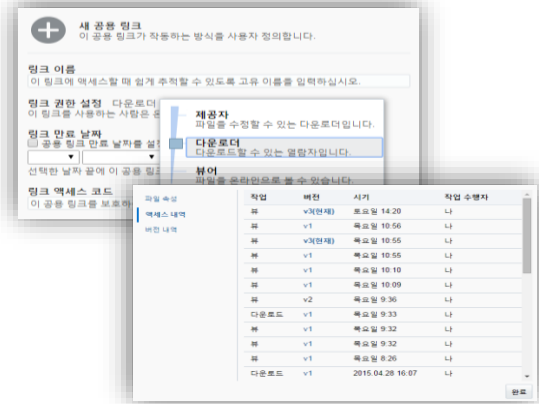 새 공용 링크
이 공용 링크가 작동하는 방식을 사용자 정의합니다.
링크 이름
이 링크에 액세스할 때 쉽게 추적할 수 있도록 고유 이름을 입력하십시오.
링크 권한 설정 다운로더
이 링크를 사용하는 사람은
링크 만료 날짜
공용 링크 만료 날짜를
선택한 날짜 끝에 이 공용
링크 액세스 코드
이 공용 링크를
제공자
파일을 수정할 수 있는 다운로더입니다.
다운로더
다운로드할 수 있는 열람자입니다.
뷰어
파일을 온라인으로 볼 수 있습니다.
파일 속성
액세스 내역
버전 내역
작업 버전 시기 작업 수행자
뷰 v3(현재) 토요일 14:20 나
뷰 v1 목요일 10:56 나
뷰 v3(현재) 목요일 10:55 나
뷰 v1 목요일 10:55 나
뷰 v1 목요일 10:10 나
뷰 v1 목요일 10:09 나
뷰 v2 목요일 9:36 나
다운로드 v1 목요일 9:33 나
뷰 v1 목요일 9:32 나
뷰 v1 목요일 9:32 나
뷰 v1 목요일 8:26 나
다운로드 v1 2015.04.28 16:07 나
완료